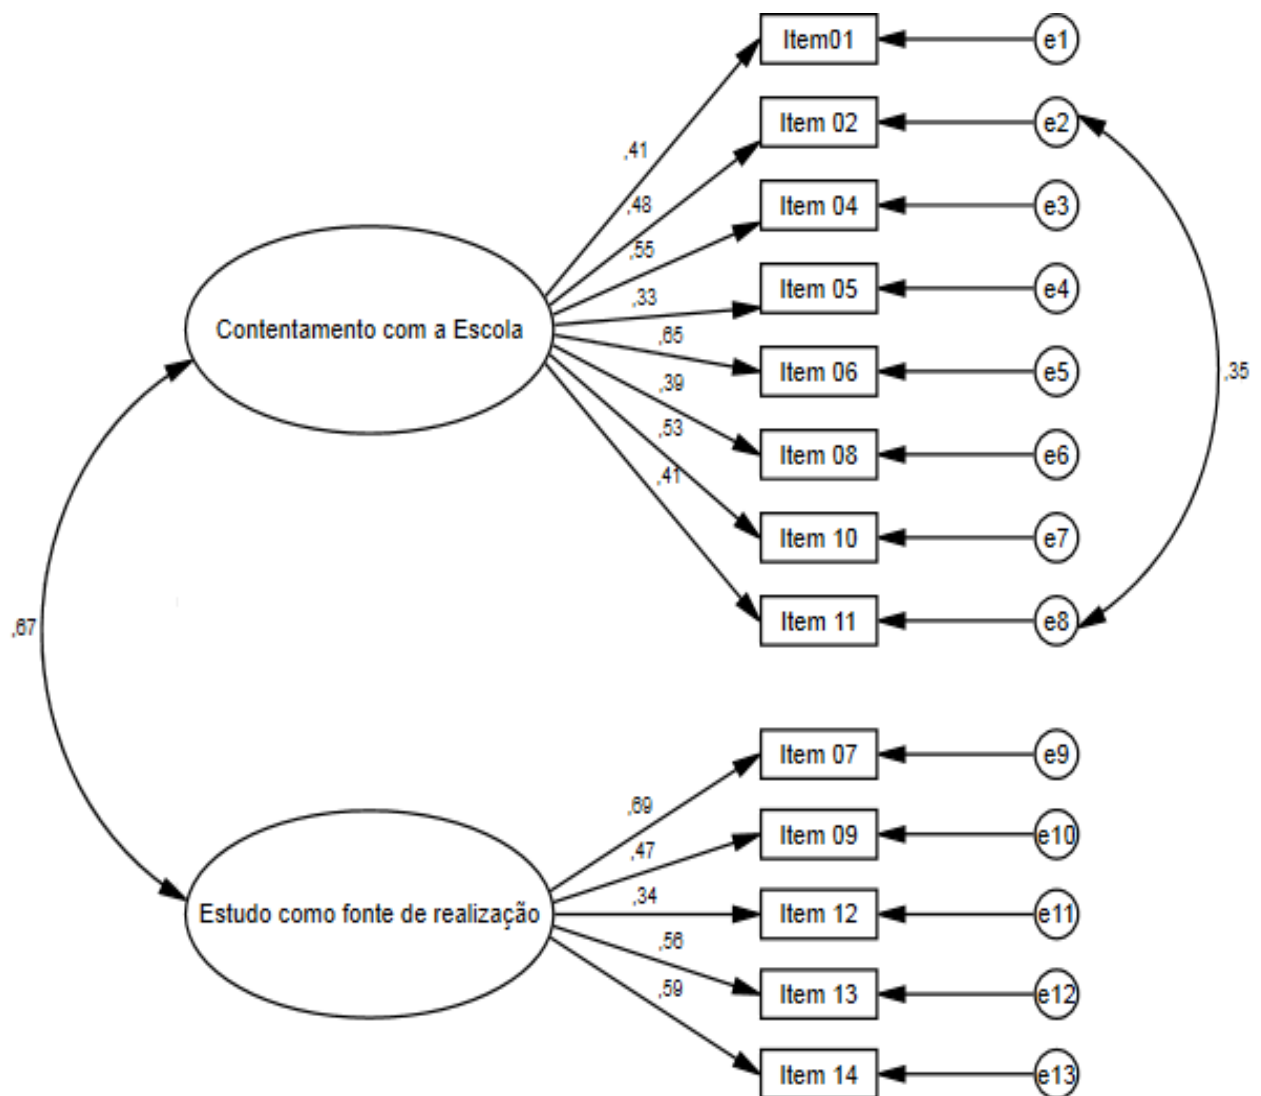 Item01
e1
Item 02
e2
,41
,48
Item 04
e3
,55
Item 05
e4
,33
Contentamento com a Escola
,65
Item 06
e5
,35
,39
,53
Item 08
e6
,41
Item 10
e7
Item 11
e8
,67
Item 07
e9
,69
Item 09
e10
,47
,34
Item 12
e11
Estudo como fonte de realização
,56
,59
Item 13
e12
Item 14
e13